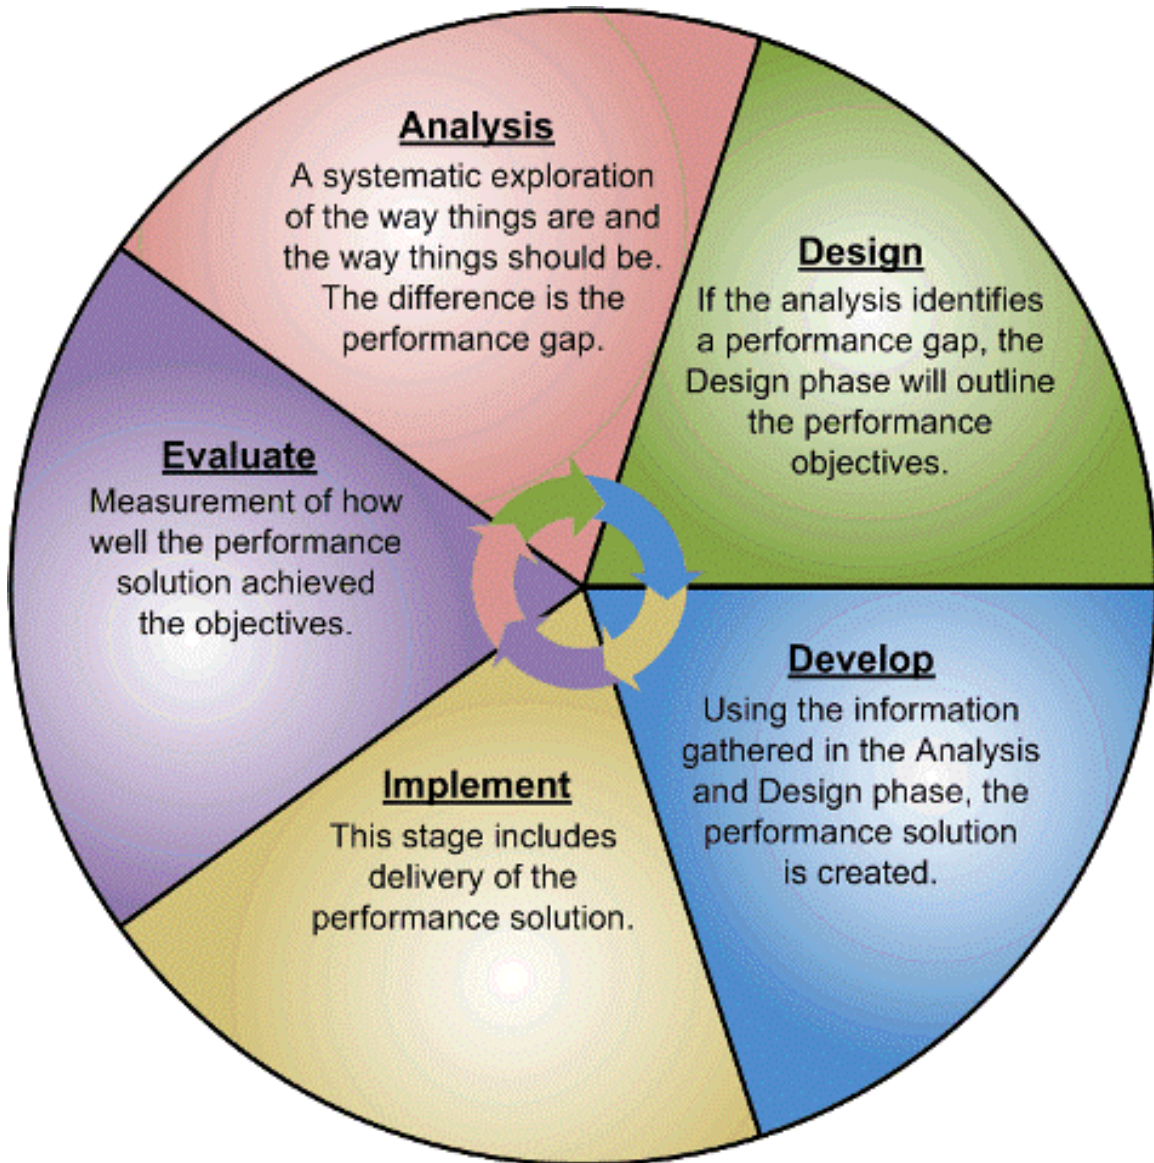 Analysis
A systematic exploration
of the way things are and
the way things should be.
The difference is the
performance gap.
Design
If the analysis identifies
a performance gap, the
Design phase will outline
the performance
objectives.
Develop
Using the information
gathered in the Analysis
and Design phase, the
performance solution
is created.
Implement
This stage includes
delivery of the
performance solution.
Evaluate
Measurement of how
well the performance
solution achieved
the objectives.